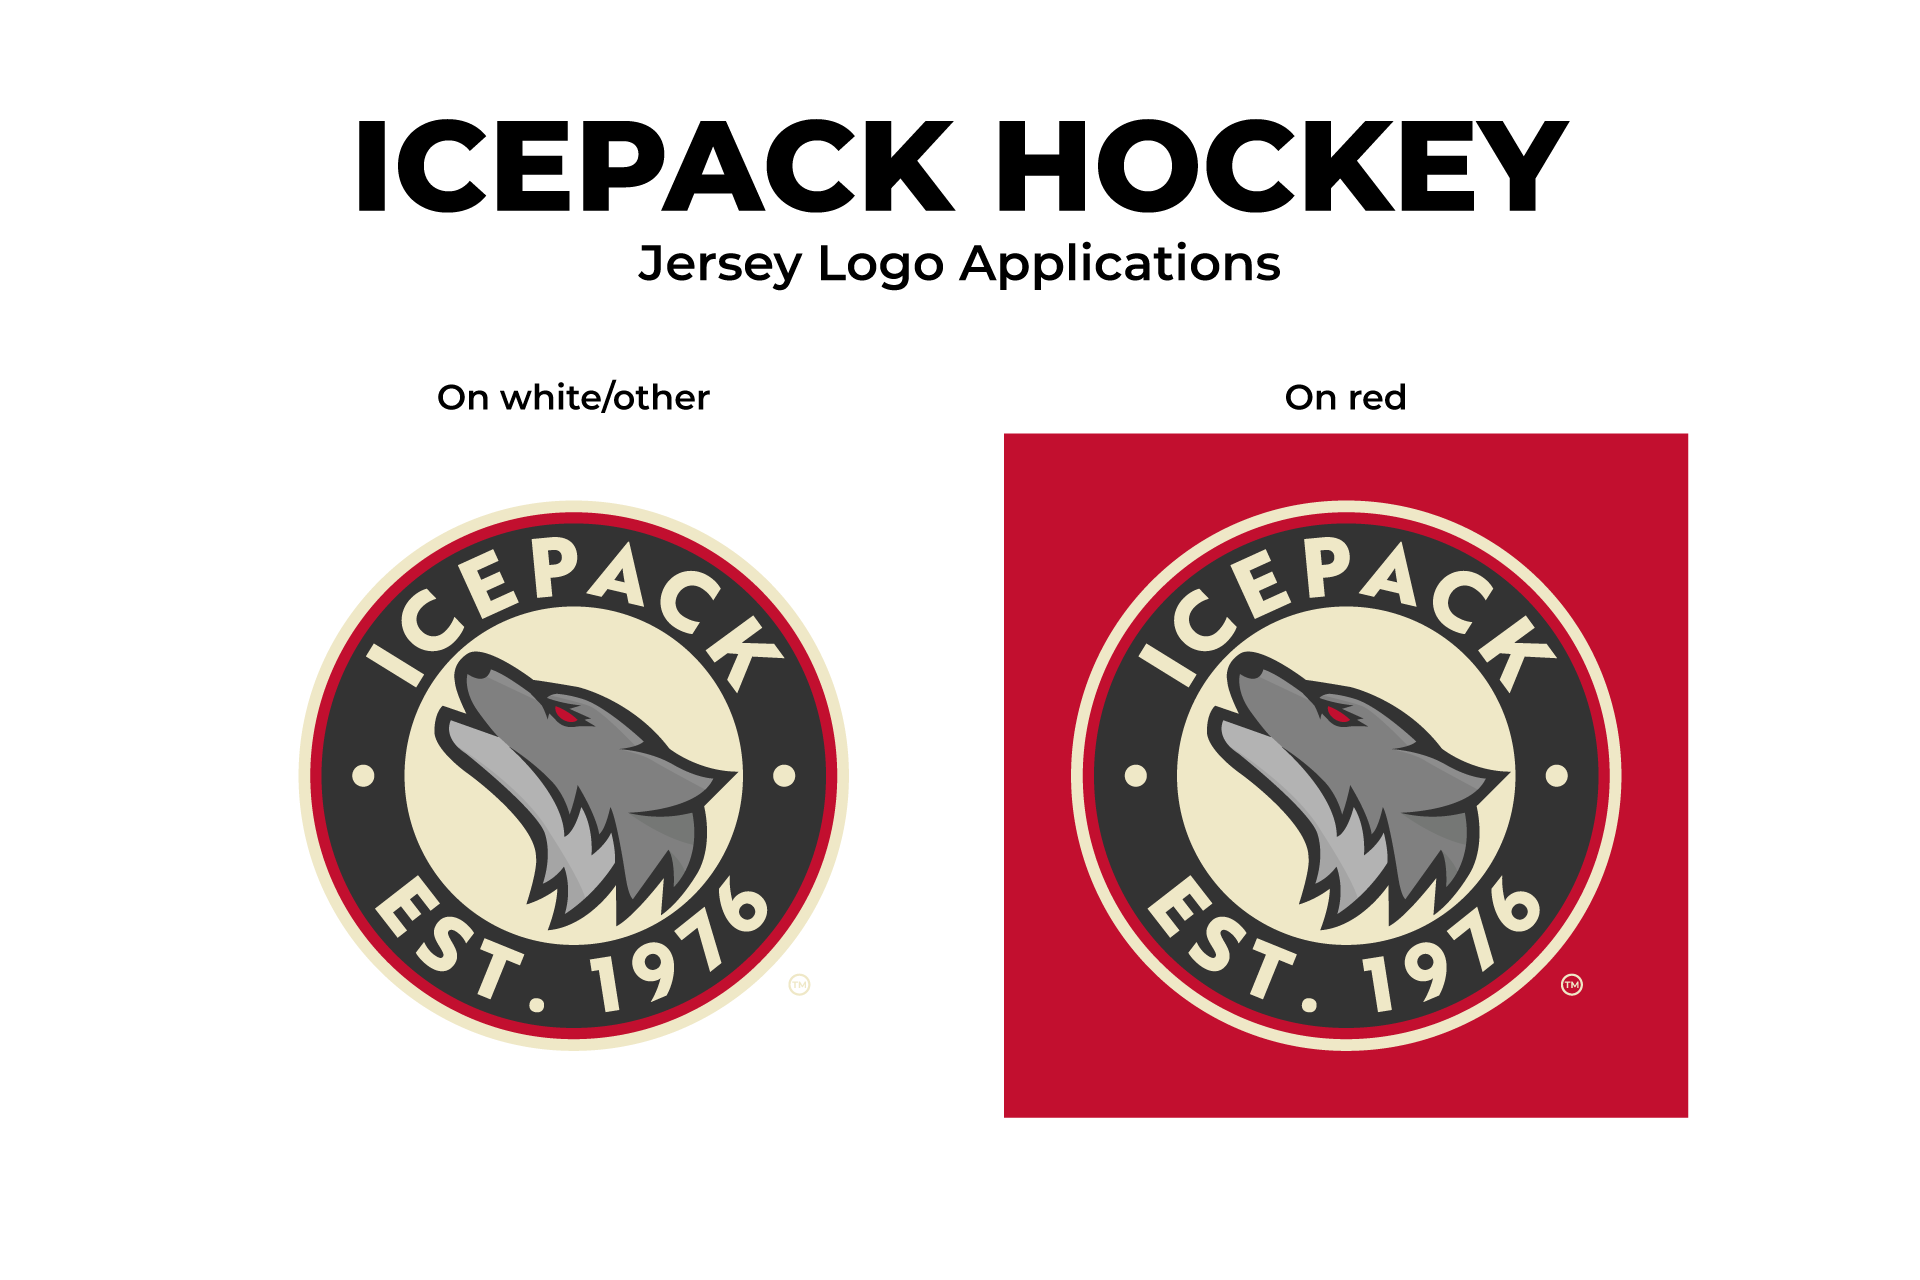 ICEPACK HOCKEY
Jersey Logo Applications
On white/other
ICEPACK
EST. 1976
TM
On red
ICEPACK
EST. 1976
TM